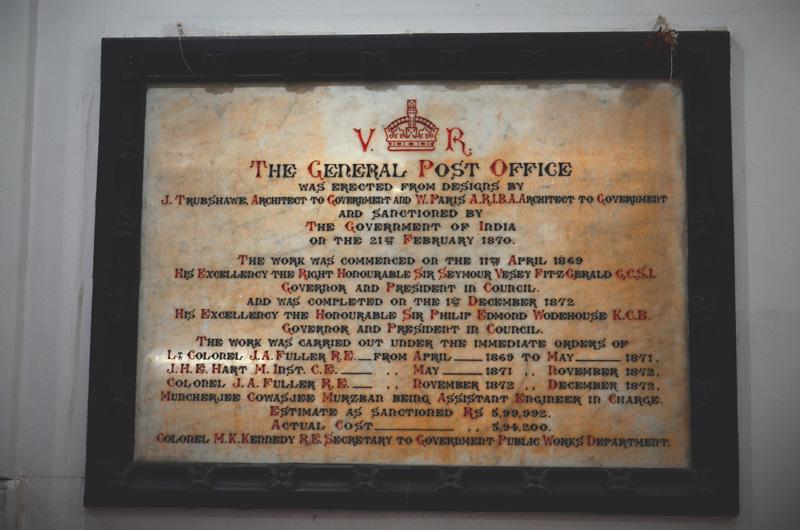 V. R.
THE GENERAL POST OFFICE
WAS ERECTED FROM DESIGNS BY
J. TRUBSHAWE, ARCHITECT TO GOVERNMENT AND W. PARIS A.R.I.B.A. ARCHITECT TO GOVERNMENT
AND SANCTIONED BY
THE GOVERNMENT OF INDIA
ON THE 21ST FEBRUARY 1870.
THE WORK WAS COMMENCED ON THE 11TH APRIL 1869
HIS EXCELLENCY THE RIGHT HONOURABLE SIR SEYMOUR VESEY FITZ-GERALD G.C.S.I.
GOVERNOR AND PRESIDENT IN COUNCIL.
AND WAS COMPLETED ON THE 1ST DECEMBER 1872
HIS EXCELLENCY THE HONOURABLE SIR PHILIP EDMOND WODEHOUSE K.C.B.
GOVERNOR AND PRESIDENT IN COUNCIL.
THE WORK WAS CARRIED OUT UNDER THE IMMEDIATE ORDERS OF
LT. COLONEL J.A. FULLER R.E. — FROM APRIL — 1869 TO MAY — 1871.
J.H.E. HART M. INST. C.E. — ,, MAY — 1871 ,, NOVEMBER 1872.
COLONEL J.A. FULLER R.E. — ,, NOVEMBER 1872 ,, DECEMBER 1872.
MUNCHERJEE COWASJEE MURZBAN BEING ASSISTANT ENGINEER IN CHARGE.
ESTIMATE AS SANCTIONED RS 5,99,992.
ACTUAL COST — ,, 5,94,200.
COLONEL M.K. KENNEDY R.E. SECRETARY TO GOVERNMENT PUBLIC WORKS DEPARTMENT.